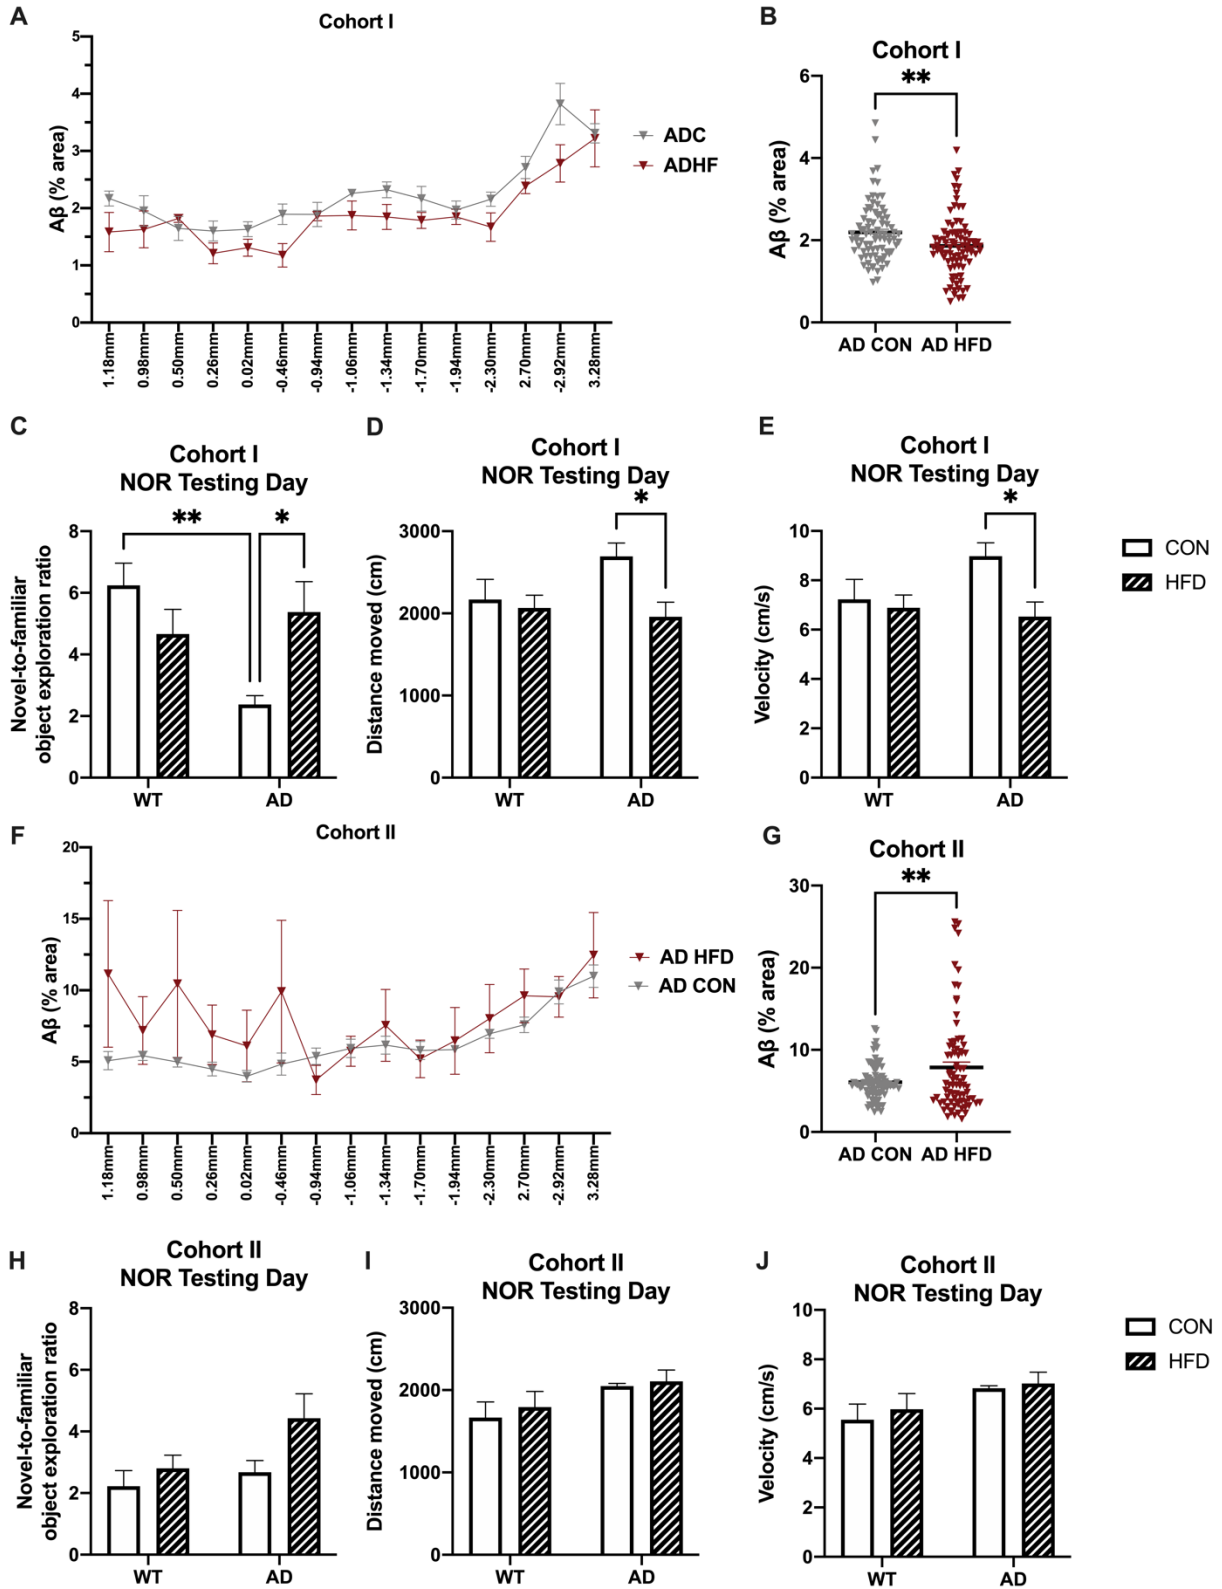 A
Cohort I
Aβ (% area)
5
4
3
2
1
0
1.18mm
0.98mm
0.50mm
0.26mm
0.02mm
-0.46mm
-0.94mm
-1.06mm
-1.34mm
-1.70mm
-1.94mm
-2.30mm
2.70mm
-2.92mm
3.28mm
ADC
ADHF
B
Cohort I
**
Aβ (% area)
6
4
2
0
AD CON AD HFD
C
Cohort I
NOR Testing Day
** *
Novel-to-familiar
object exploration ratio
8
6
4
2
0
WT AD
D
Cohort I
NOR Testing Day
*
Distance moved (cm)
3000
2000
1000
0
WT AD
E
Cohort I
NOR Testing Day
*
Velocity (cm/s)
10
8
6
4
2
0
WT AD
CON
HFD
F
Cohort II
Aβ (% area)
20
15
10
5
0
1.18mm
0.98mm
0.50mm
0.26mm
0.02mm
-0.46mm
-0.94mm
-1.06mm
-1.34mm
-1.70mm
-1.94mm
-2.30mm
2.70mm
-2.92mm
3.28mm
AD HFD
AD CON
G
Cohort II
**
Aβ (% area)
30
20
10
0
AD CON AD HFD
H
Cohort II
NOR Testing Day
Novel-to-familiar
object exploration ratio
8
6
4
2
0
WT AD
I
Cohort II
NOR Testing Day
Distance moved (cm)
3000
2000
1000
0
WT AD
J
Cohort II
NOR Testing Day
Velocity (cm/s)
10
8
6
4
2
0
WT AD
CON
HFD